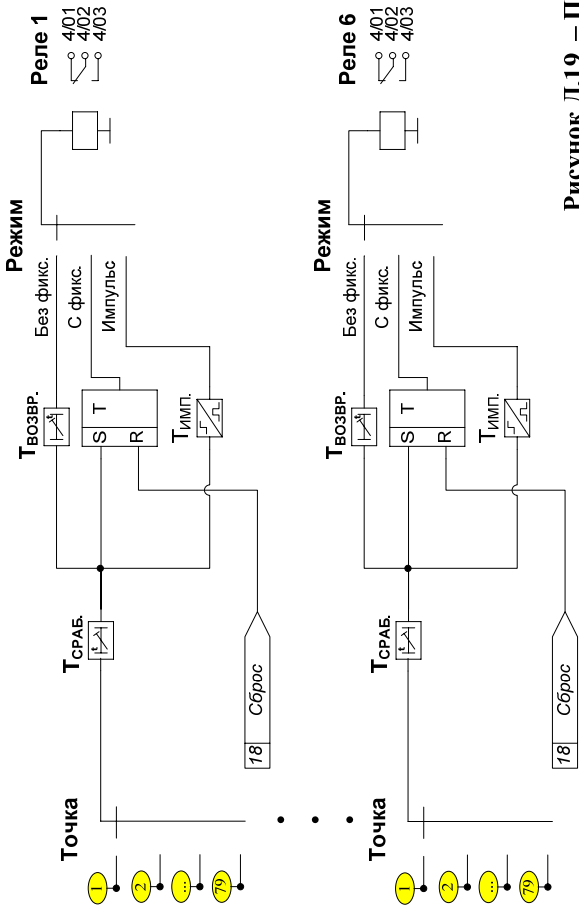 Точка
1
2
...
79
TСРАБ.
18 Сброс
TВОЗВР.
S T
R
TИМП.
Режим
Без фикс.
С фикс.
Импульс
Реле 1
4/01
4/02
4/03
Точка
1
2
...
79
TСРАБ.
18 Сброс
TВОЗВР.
S T
R
TИМП.
Режим
Без фикс.
С фикс.
Импульс
Реле 6
4/01
4/02
4/03
Рисунок Д.19 – П